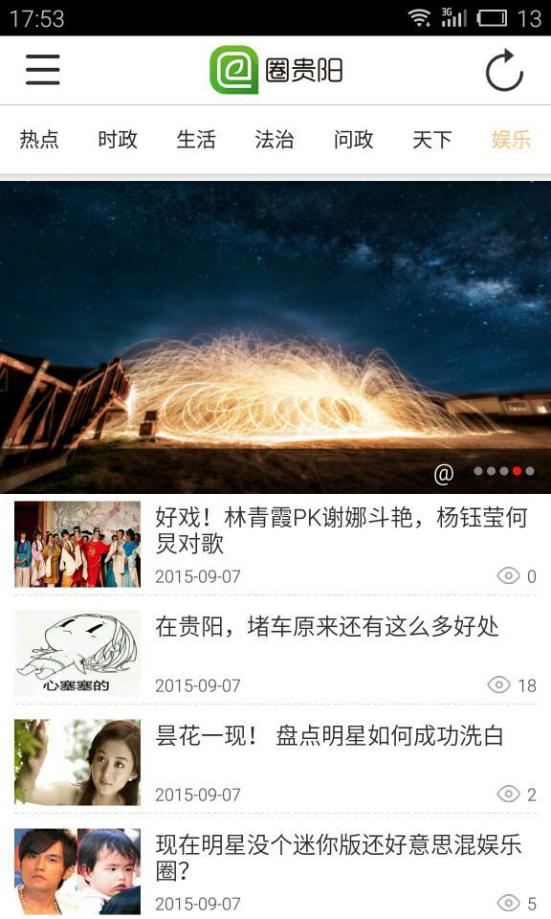 17:53
3G
13
圈贵阳
热点 时政 生活 法治 问政 天下 娱乐
@
好戏！林青霞PK谢娜斗艳，杨钰莹何
炅对歌
2015-09-07 0
在贵阳，堵车原来还有这么多好处
心塞塞的
2015-09-07 18
昙花一现！ 盘点明星如何成功洗白
2015-09-07 2
现在明星没个迷你版还好意思混娱乐
圈？
2015-09-07 5